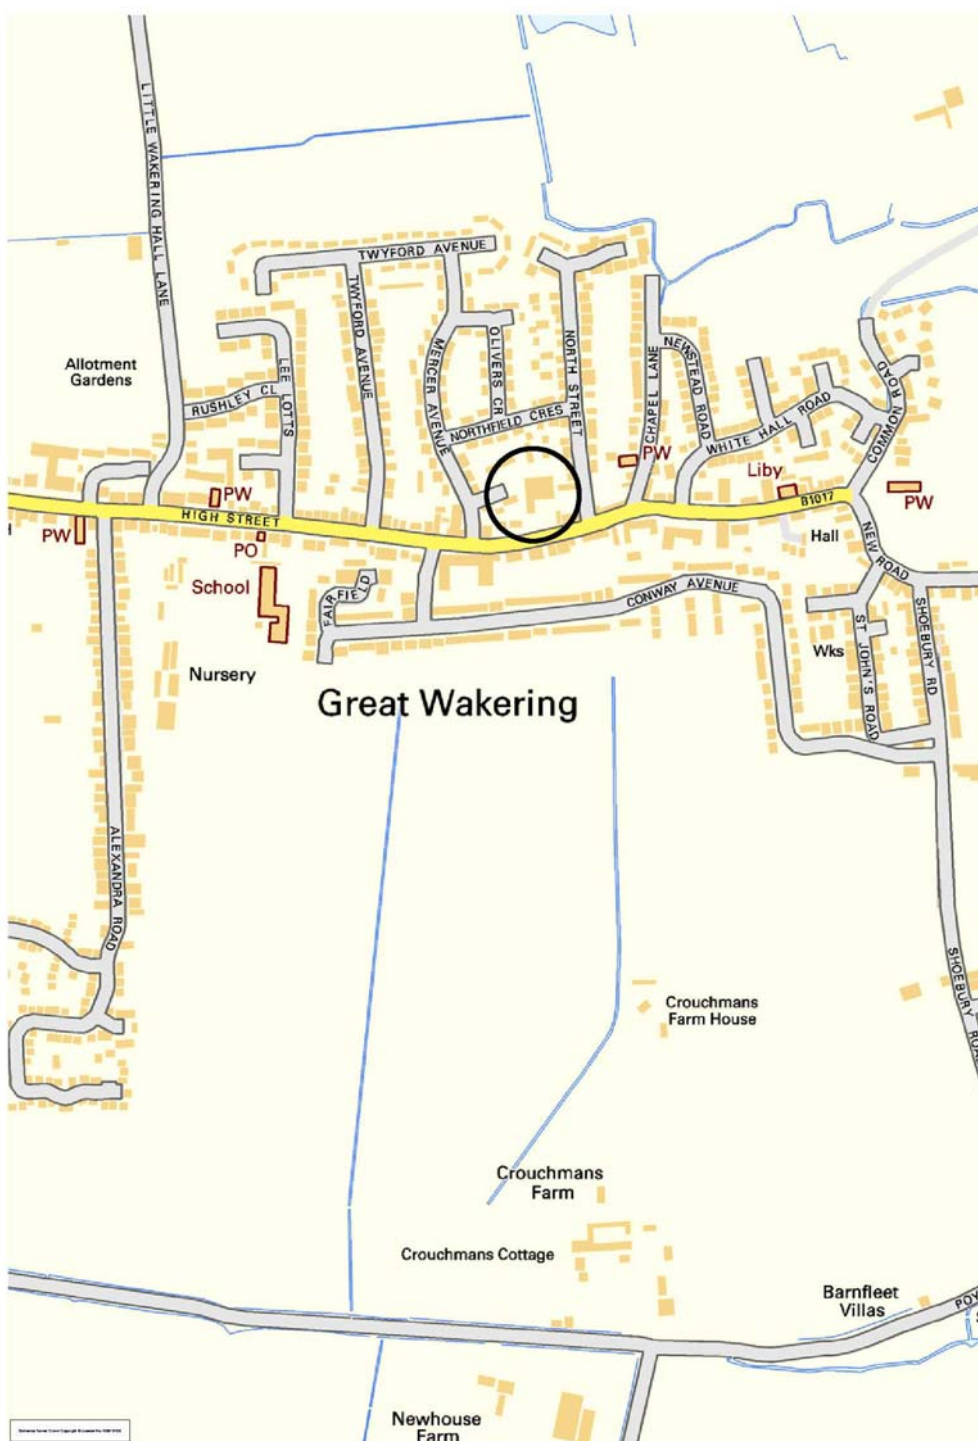 LITTLE WAKERING HALL LANE
TWYFORD AVENUE
TWYFORD AVENUE
MERCER AVENUE
OLIVERS CR
NORTH STREET
CHAPEL LANE
NEWSTEAD ROAD
COMMON ROAD
Allotment
Gardens
LEE LOTTS
RUSHLEY CL
NORTHFIELD CRES
WHITE HALL ROAD
PW
Liby
PW
PW
B1017
HIGH STREET
PW
PO
Hall
NEW ROAD
School
FAIRFIELD
CONWAY AVENUE
SHOEBURY RD
Nursery
Wks
ST JOHN'S ROAD
Great Wakering
ALEXANDRA ROAD
SHOEBURY ROAD
Crouchmans
Farm House
Crouchmans
Farm
Crouchmans Cottage
Barnfleet
Villas
POY
Newhouse
Farm